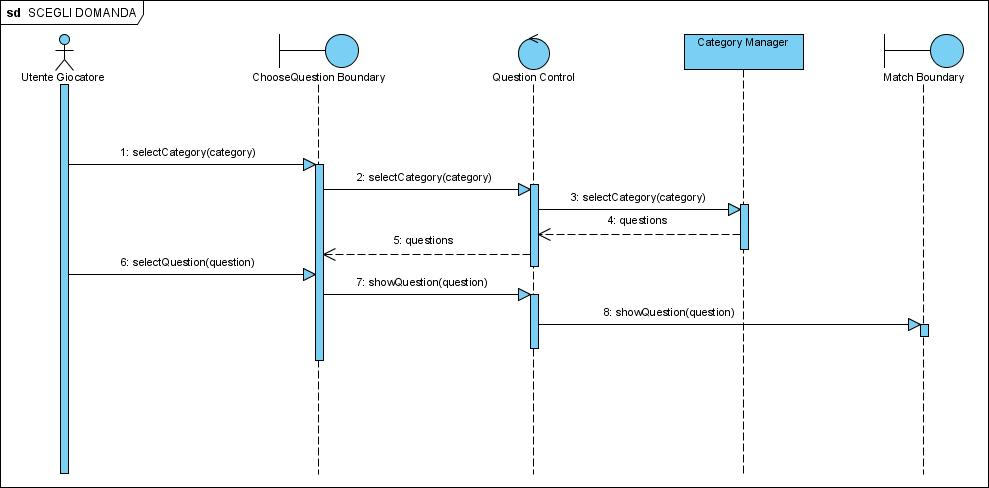 sd SCEGLI DOMANDA
Utente Giocatore
ChooseQuestion Boundary
Question Control
Category Manager
Match Boundary
1: selectCategory(category)
2: selectCategory(category)
3: selectCategory(category)
4: questions
5: questions
6: selectQuestion(question)
7: showQuestion(question)
8: showQuestion(question)